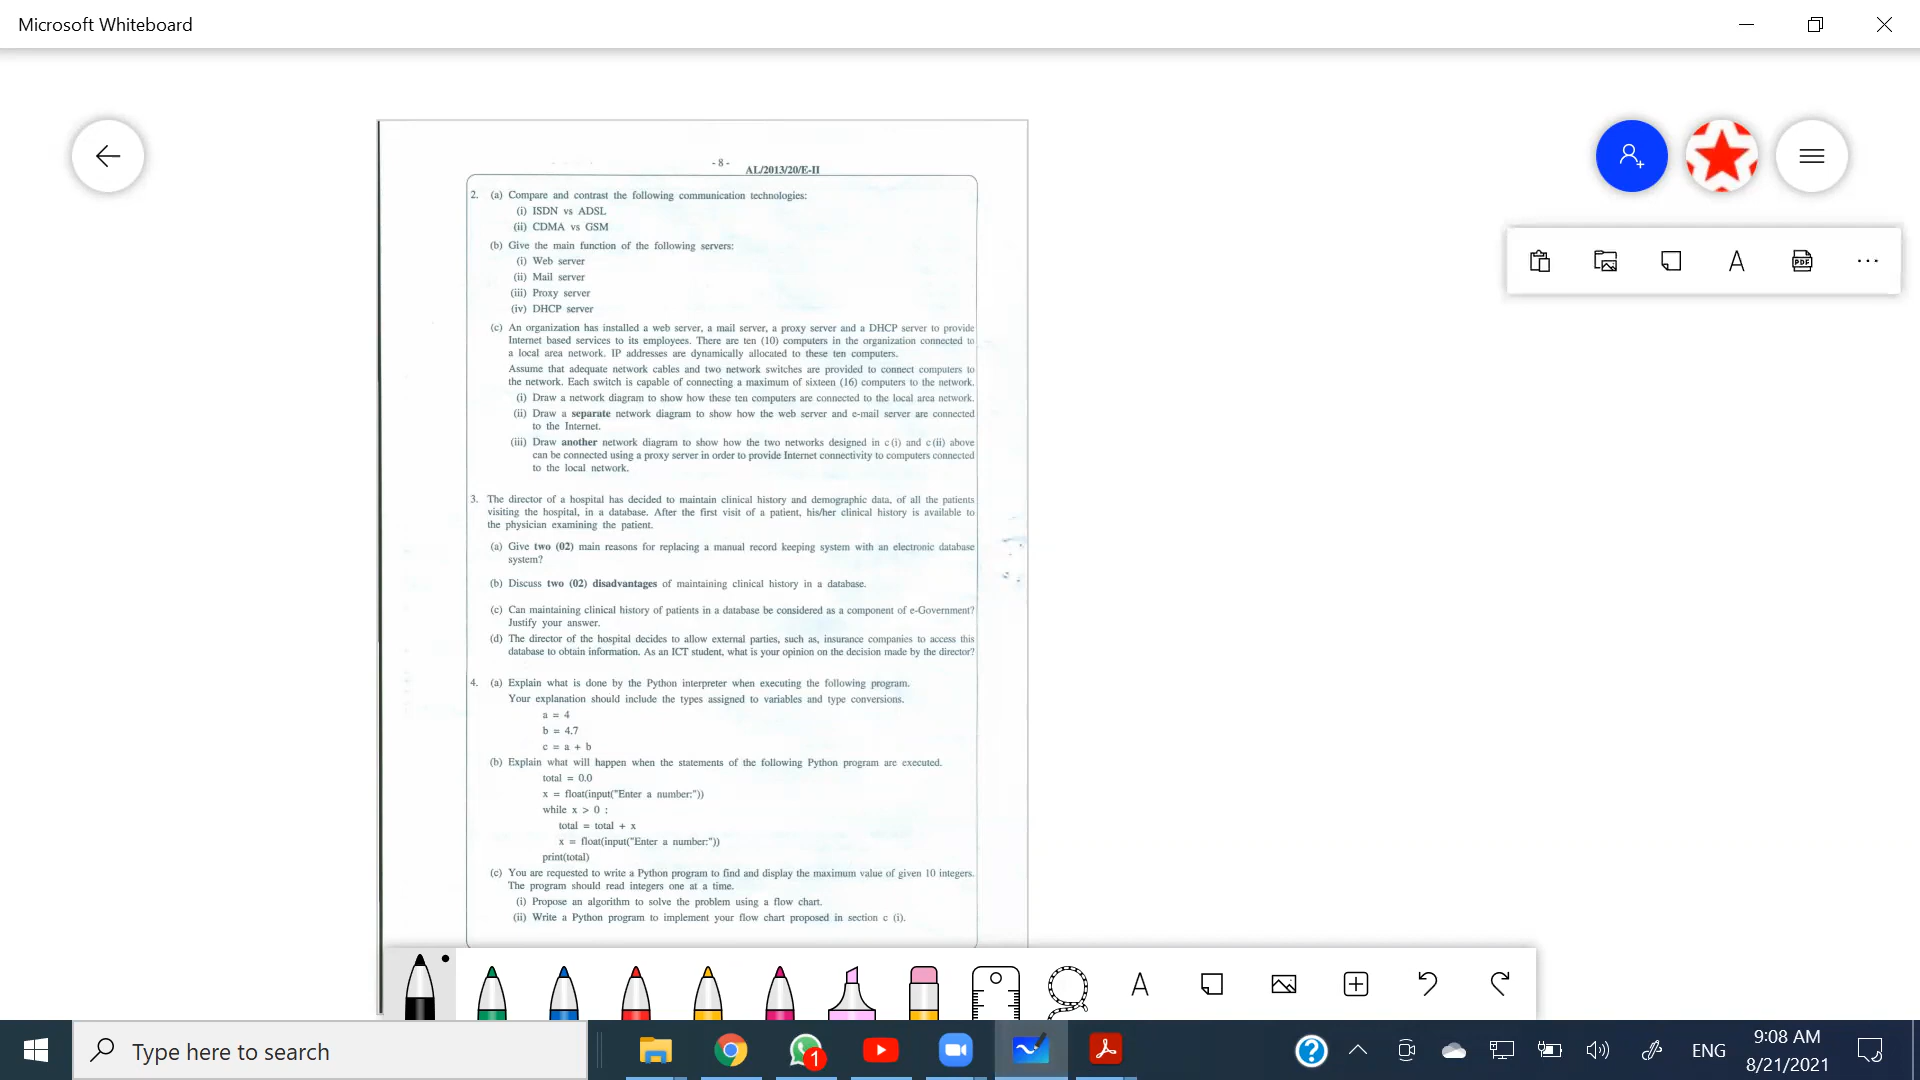 Microsoft Whiteboard
- 8 -
AL/2013/20/E-II
2. (a) Compare and contrast the following communication technologies:
(i) ISDN vs ADSL
(ii) CDMA vs GSM
(b) Give the main function of the following servers:
(i) Web server
(ii) Mail server
(iii) Proxy server
(iv) DHCP server
(c) An organization has installed a web server, a mail server, a proxy server and a DHCP server to provide
Internet based services to its employees. There are ten (10) computers in the organization connected to
a local area network. IP addresses are dynamically allocated to these ten computers.
Assume that adequate network cables and two network switches are provided to connect computers to
the network. Each switch is capable of connecting a maximum of sixteen (16) computers to the network.
(i) Draw a network diagram to show how these ten computers are connected to the local area network.
(ii) Draw a separate network diagram to show how the web server and e-mail server are connected
to the Internet.
(iii) Draw another network diagram to show how the two networks designed in c (i) and c (ii) above
can be connected using a proxy server in order to provide Internet connectivity to computers connected
to the local network.
3. The director of a hospital has decided to maintain clinical history and demographic data, of all the patients
visiting the hospital, in a database. After the first visit of a patient, his/her clinical history is available to
the physician examining the patient.
(a) Give two (02) main reasons for replacing a manual record keeping system with an electronic database
system?
(b) Discuss two (02) disadvantages of maintaining clinical history in a database.
(c) Can maintaining clinical history of patients in a database be considered as a component of e-Government?
Justify your answer.
(d) The director of the hospital decides to allow external parties, such as, insurance companies to access this
database to obtain information. As an ICT student, what is your opinion on the decision made by the director?
4. (a) Explain what is done by the Python interpreter when executing the following program.
Your explanation should include the types assigned to variables and type conversions.
a = 4
b = 4.7
c = a + b
(b) Explain what will happen when the statements of the following Python program are executed.
total = 0.0
x = float(input("Enter a number:"))
while x > 0 :
total = total + x
x = float(input("Enter a number:"))
print(total)
(c) You are requested to write a Python program to find and display the maximum value of given 10 integers.
The program should read integers one at a time.
(i) Propose an algorithm to solve the problem using a flow chart.
(ii) Write a Python program to implement your flow chart proposed in section c (i).
PDF
Type here to search
1
ENG
9:08 AM
8/21/2021